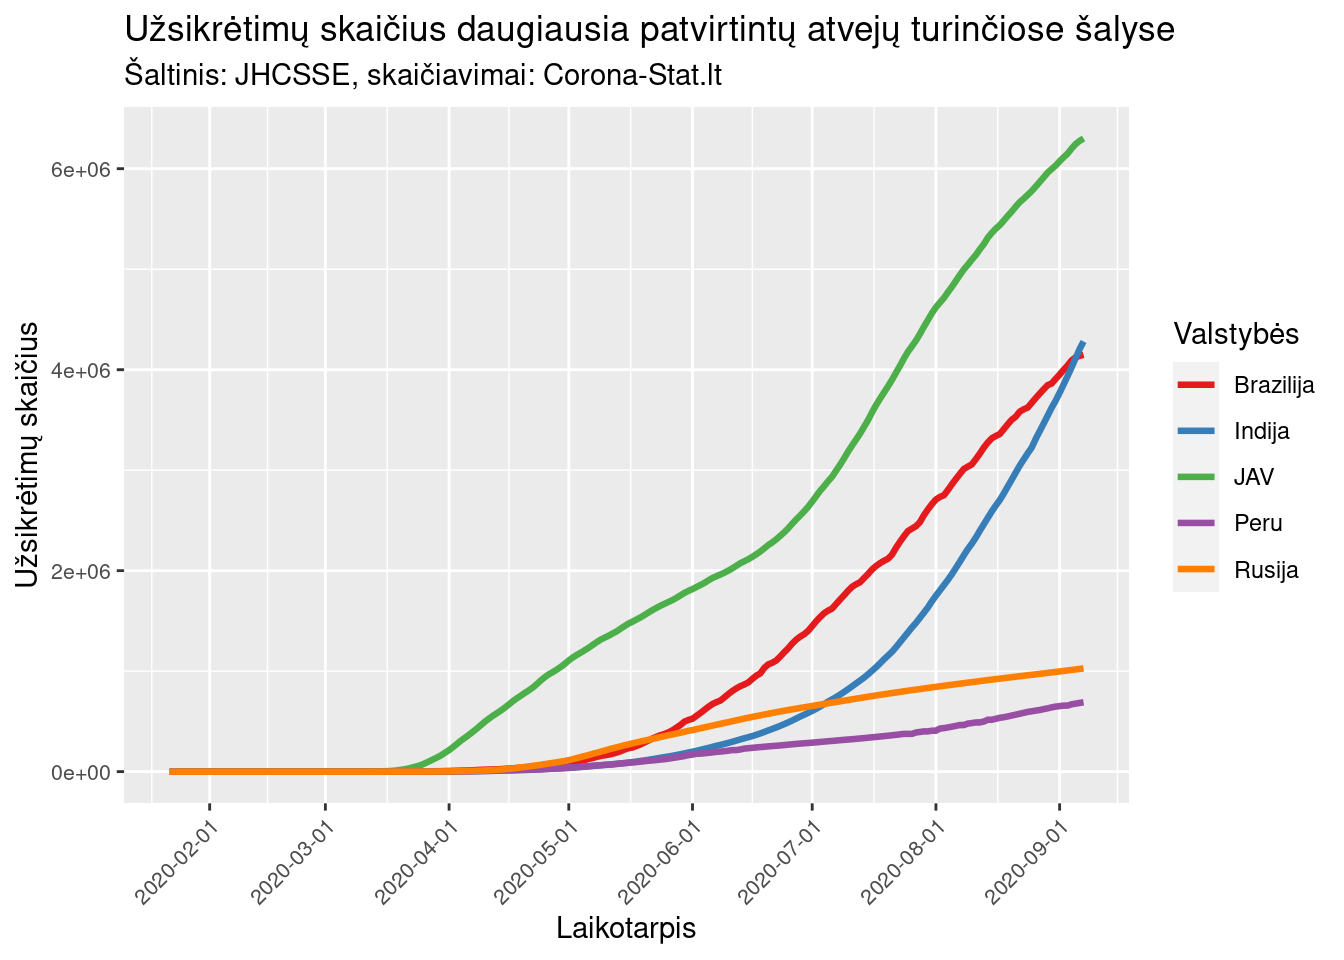 Užsikrėtimų skaičius daugiausia patvirtintų atvejų turinčiose šalyse
Šaltinis: JHCSSE, skaičiavimai: Corona-Stat.lt
Užsikrėtimų skaičius
6e+06
4e+06
2e+06
0e+00
2020-02-01
2020-03-01
2020-04-01
2020-05-01
2020-06-01
2020-07-01
2020-08-01
2020-09-01
Laikotarpis
Valstybės
Brazilija
Indija
JAV
Peru
Rusija